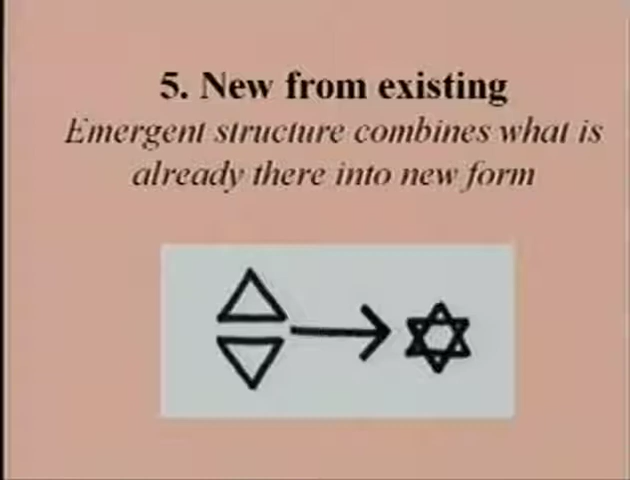 5. New from existing
Emergent structure combines what is
already there into new form